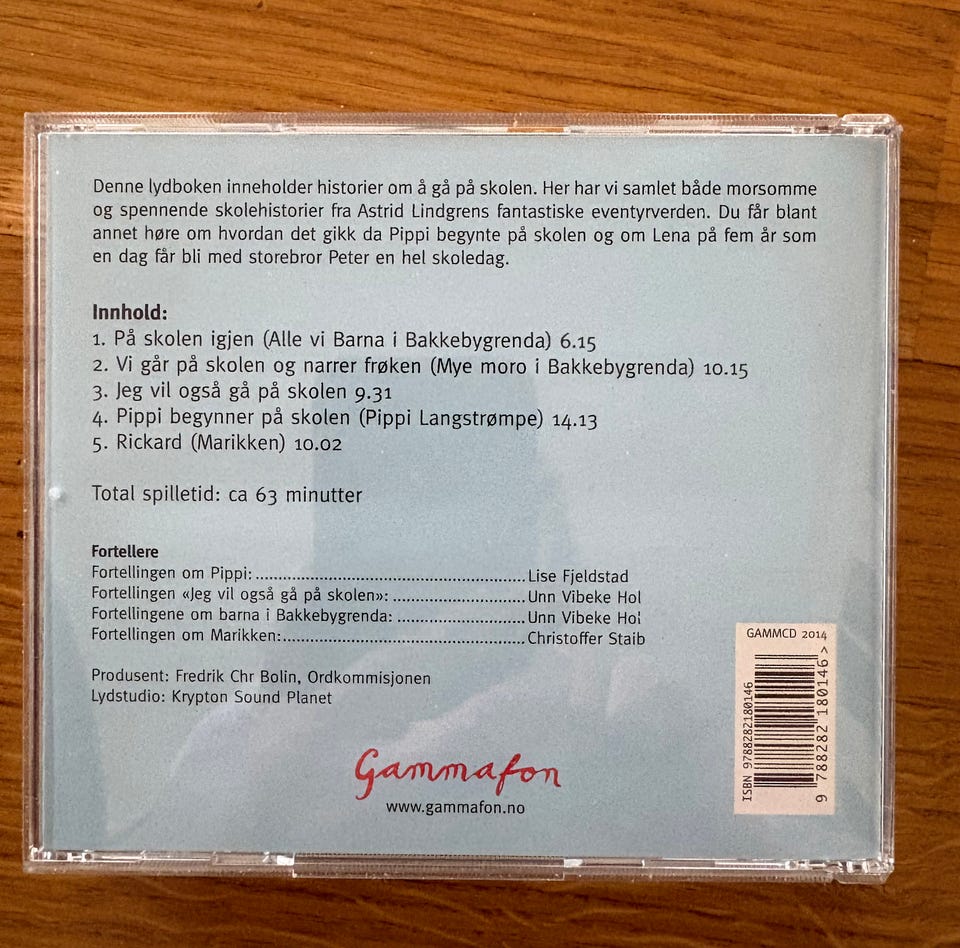 Denne lydboken inneholder historier om å gå på skolen. Her har vi samlet både morsomme
og spennende skolehistorier fra Astrid Lindgrens fantastiske eventyrverden. Du får blant
annet høre om hvordan det gikk da Pippi begynte på skolen og om Lena på fem år som
en dag får bli med storebror Peter en hel skoledag.
Innhold:
1. På skolen igjen (Alle vi Barna i Bakkebygrenda) 6.15
2. Vi går på skolen og narrer frøken (Mye moro i Bakkebygrenda) 10.15
3. Jeg vil også gå på skolen 9.31
4. Pippi begynner på skolen (Pippi Langstrømpe) 14.13
5. Rickard (Marikken) 10.02
Total spilletid: ca 63 minutter
Fortellere
Fortellingen om Pippi: ........................................................ Lise Fjeldstad
Fortellingen «Jeg vil også gå på skolen»: ........................... Unn Vibeke Hol
Fortellingene om barna i Bakkebygrenda: .......................... Unn Vibeke Hol
Fortellingen om Marikken:.................................................. Christoffer Staib
Produsent: Fredrik Chr Bolin, Ordkommisjonen
Lydstudio: Krypton Sound Planet
Gammafon
www.gammafon.no
GAMMCD 2014
ISBN 9788282180146
9 788282 180146 >